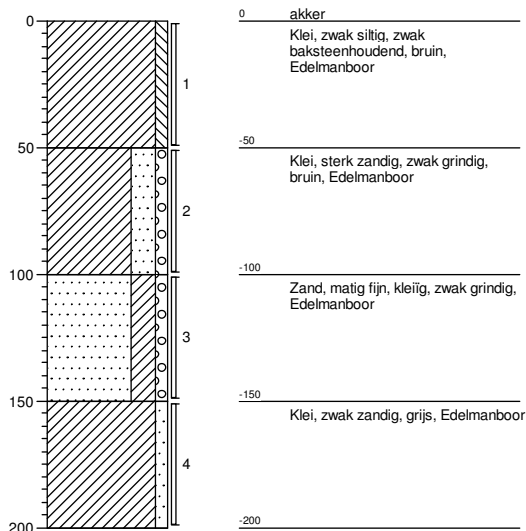 0
50
100
150
200
1
2
3
4
0 akker
Klei, zwak siltig, zwak
baksteenhoudend, bruin,
Edelmanboor
-50
Klei, sterk zandig, zwak grindig,
bruin, Edelmanboor
-100
Zand, matig fijn, kleiïg, zwak grindig,
Edelmanboor
-150
Klei, zwak zandig, grijs, Edelmanboor
-200